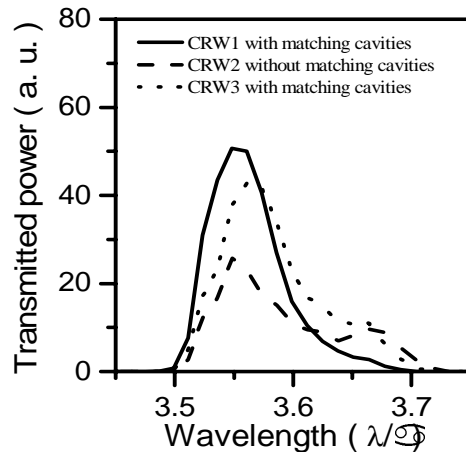 80
60
40
20
0
Transmitted power ( a. u. )
CRW1 with matching cavities
CRW2 without matching cavities
CRW3 with matching cavities
3.5 3.6 3.7
Wavelength ( λ/♋)